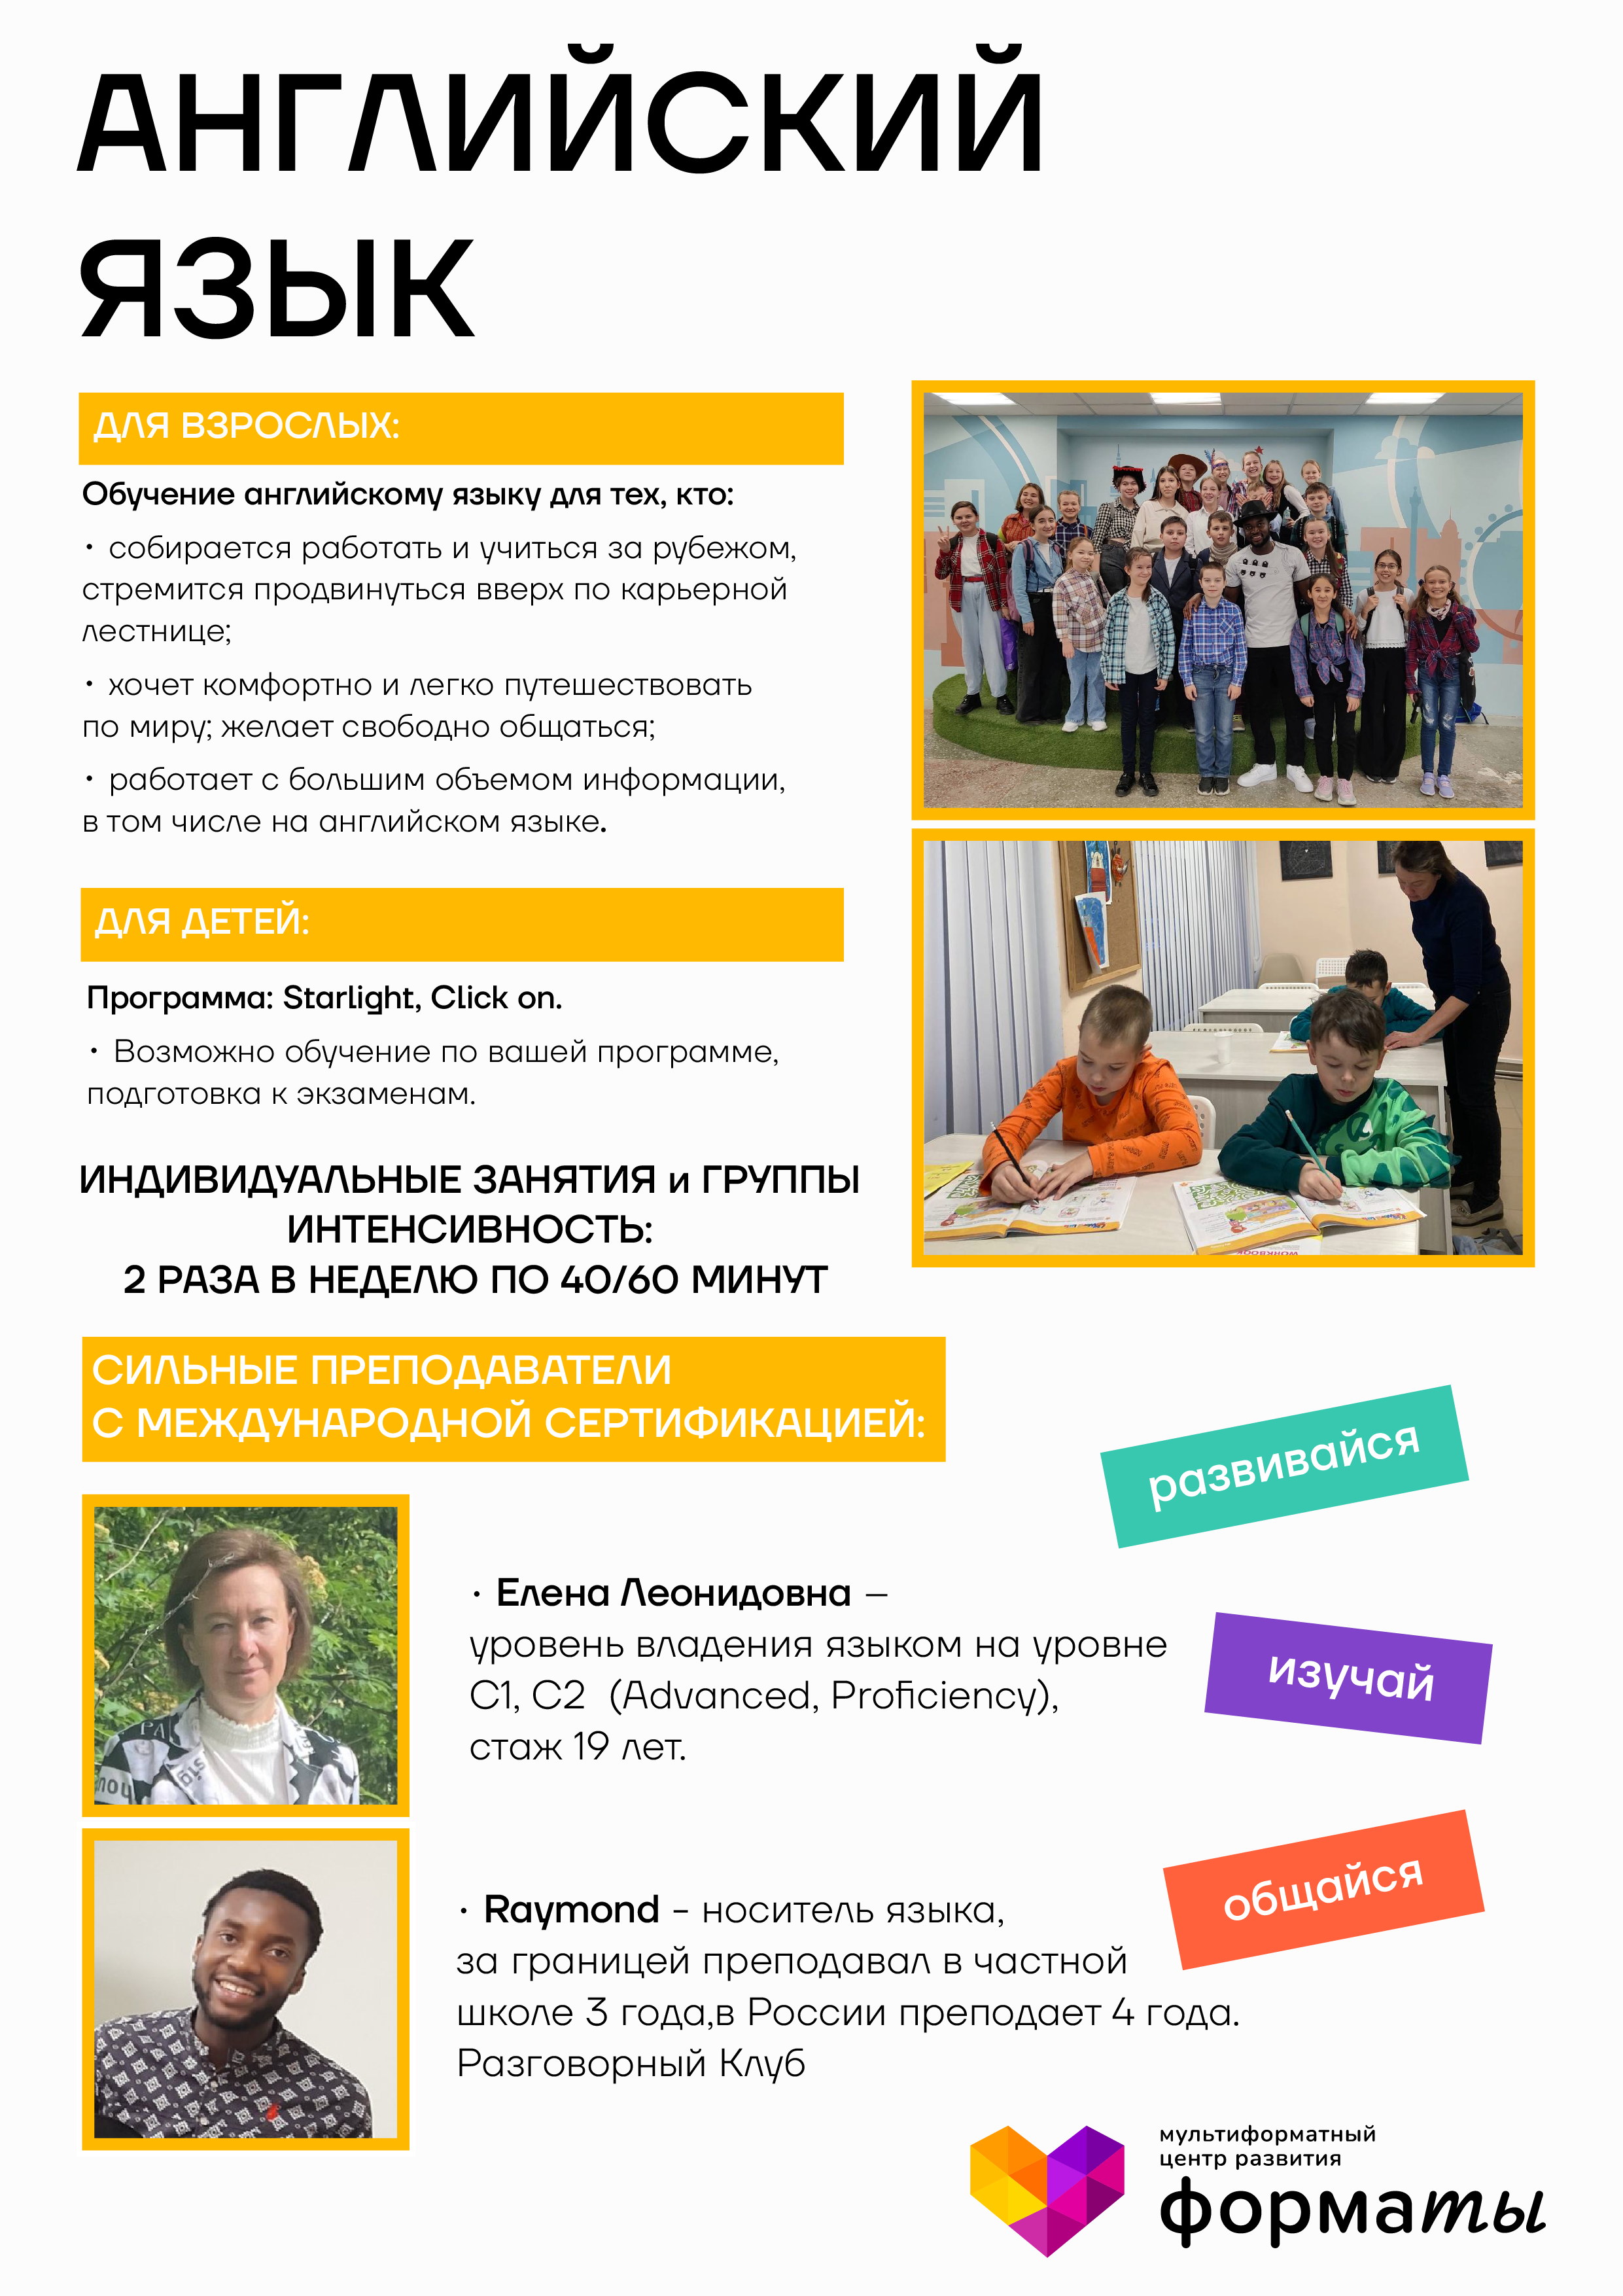 АНГЛИЙСКИЙ
ЯЗЫК
ДЛЯ ВЗРОСЛЫХ:
Обучение английскому языку для тех, кто:
· собирается работать и учиться за рубежом,
стремится продвинуться вверх по карьерной
лестнице;
· хочет комфортно и легко путешествовать
по миру; желает свободно общаться;
· работает с большим объемом информации,
в том числе на английском языке.
ДЛЯ ДЕТЕЙ:
Программа: Starlight, Click on.
· Возможно обучение по вашей программе,
подготовка к экзаменам.
ИНДИВИДУАЛЬНЫЕ ЗАНЯТИЯ и ГРУППЫ
ИНТЕНСИВНОСТЬ:
2 РАЗА В НЕДЕЛЮ ПО 40/60 МИНУТ
WORKBOOK
СИЛЬНЫЕ ПРЕПОДАВАТЕЛИ
С МЕЖДУНАРОДНОЙ СЕРТИФИКАЦИЕЙ:
развивайся
· Елена Леонидовна –
уровень владения языком на уровне
C1, C2 (Advanced, Proficiency),
стаж 19 лет.
изучай
общайся
· Raymond - носитель языка,
за границей преподавал в частной
школе 3 года,в России преподает 4 года.
Разговорный Клуб
мультиформатный
центр развития
форматы